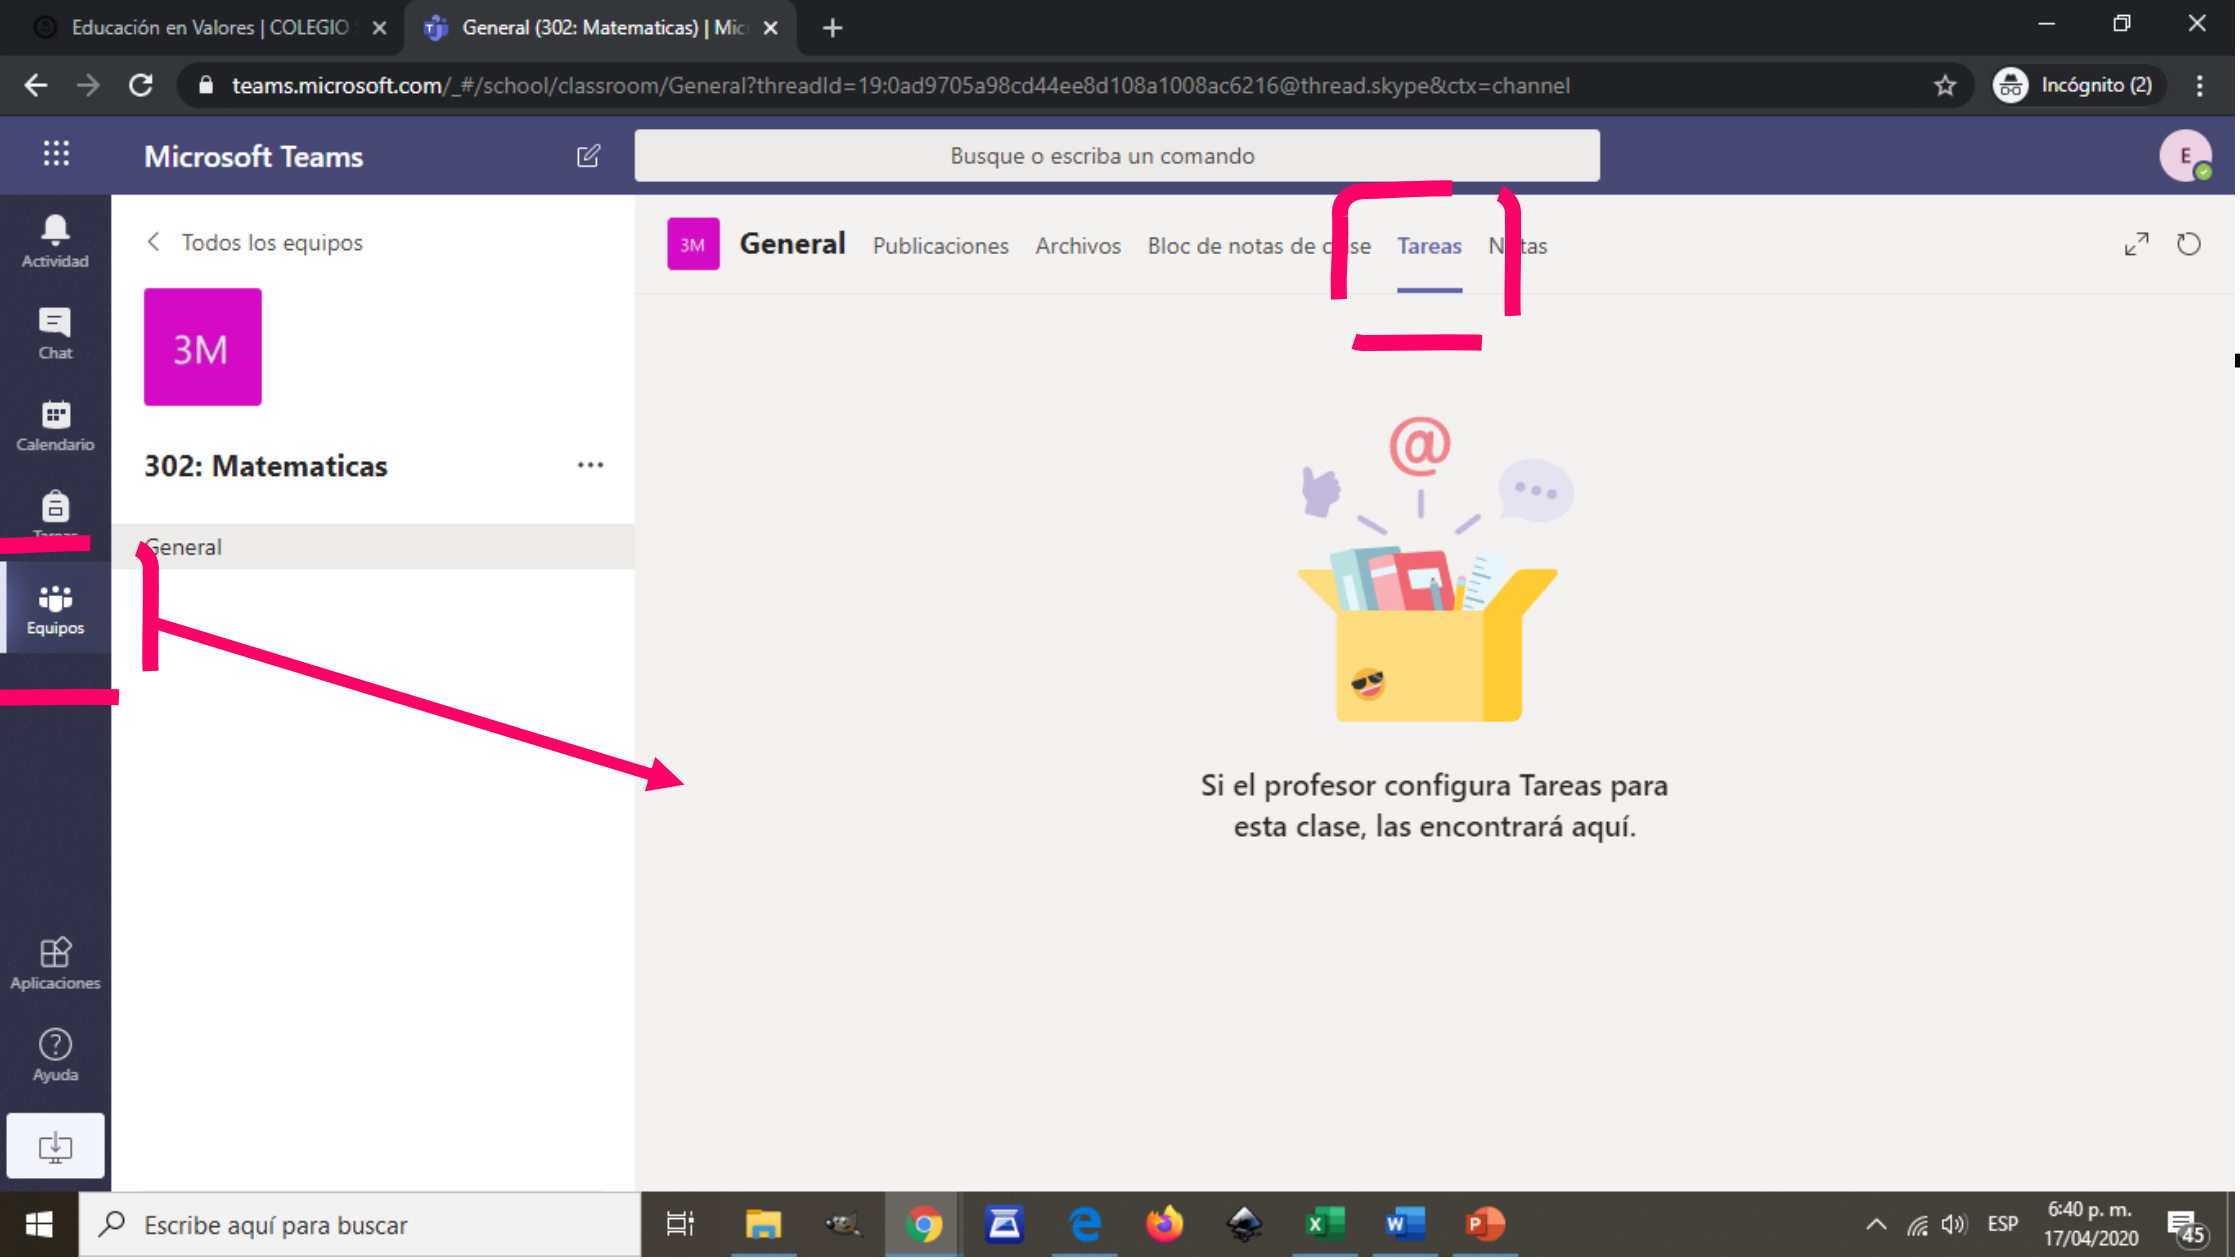 Educación en Valores | COLEGIO
General (302: Matematicas) | Mic
teams.microsoft.com/_#/school/classroom/General?threadId=19:0ad9705a98cd44ee8d108a1008ac6216@thread.skype&ctx=channel
Incógnito (2)
Microsoft Teams
Busque o escriba un comando
E
Actividad
Chat
Calendario
Tareas
Equipos
Aplicaciones
Ayuda
Todos los equipos
3M
302: Matematicas
General
3M General Publicaciones Archivos Bloc de notas de clase Tareas Notas
@
Si el profesor configura Tareas para
esta clase, las encontrará aquí.
Escribe aquí para buscar
ESP
6:40 p. m.
17/04/2020
45